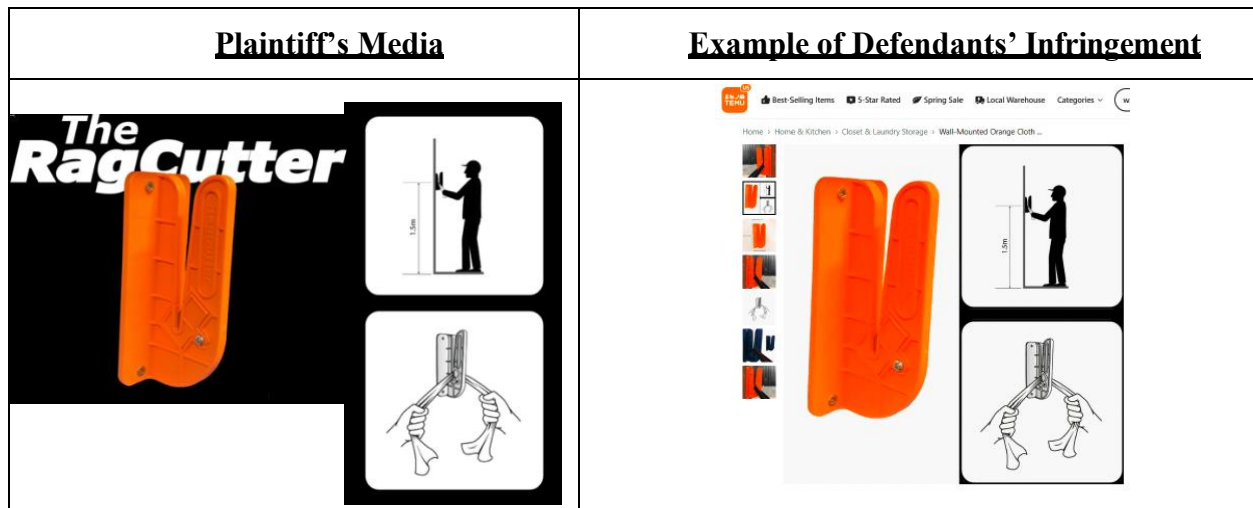 Plaintiff's Media
Example of Defendants' Infringement
The
RagCutter
1.5m
TEMU
US
Best-Selling Items
5-Star Rated
Spring Sale
Local Warehouse
Categories
Home › Home & Kitchen › Closet & Laundry Storage › Wall-Mounted Orange Cloth ...
1.5m